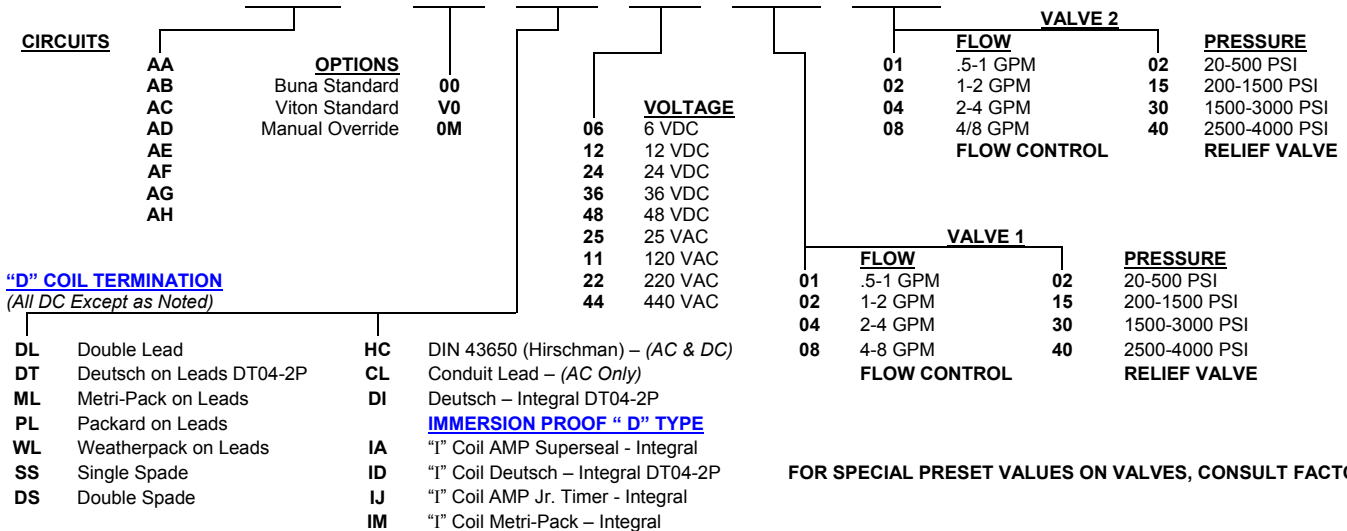 CIRCUITS
AA
AB
AC
AD
AE
AF
AG
AH
OPTIONS
Buna Standard 00
Viton Standard V0
Manual Override 0M
VOLTAGE
06 6 VDC
12 12 VDC
24 24 VDC
36 36 VDC
48 48 VDC
25 25 VAC
11 120 VAC
22 220 VAC
44 440 VAC
VALVE 2
FLOW PRESSURE
01 .5-1 GPM 02 20-500 PSI
02 1-2 GPM 15 200-1500 PSI
04 2-4 GPM 30 1500-3000 PSI
08 4/8 GPM 40 2500-4000 PSI
FLOW CONTROL RELIEF VALVE
VALVE 1
FLOW PRESSURE
01 .5-1 GPM 02 20-500 PSI
02 1-2 GPM 15 200-1500 PSI
04 2-4 GPM 30 1500-3000 PSI
08 4-8 GPM 40 2500-4000 PSI
FLOW CONTROL RELIEF VALVE
“D” COIL TERMINATION
(All DC Except as Noted)
DL Double Lead
DT Deutsch on Leads DT04-2P
ML Metri-Pack on Leads
PL Packard on Leads
WL Weatherpack on Leads
SS Single Spade
DS Double Spade
HC DIN 43650 (Hirschman) – (AC & DC)
CL Conduit Lead – (AC Only)
DI Deutsch – Integral DT04-2P
IMMERSION PROOF “ D” TYPE
IA “I” Coil AMP Superseal - Integral
ID “I” Coil Deutsch – Integral DT04-2P
IJ “I” Coil AMP Jr. Timer - Integral
IM “I” Coil Metri-Pack – Integral
FOR SPECIAL PRESET VALUES ON VALVES, CONSULT